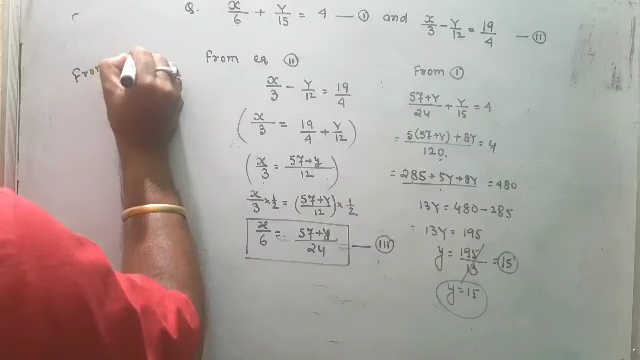 Q. x/6 + Y/15 = 4 — (I) and x/3 - Y/12 = 19/4 — (II)
From eq (II)
x/3 - Y/12 = 19/4
(x/3 = 19/4 + Y/12)
(x/3 = 57+y/12)
x/3 × 1/2 = (57+Y/12) × 1/2
x/6 = 57+y/24 — (III)
From (I)
57+Y/24 + Y/15 = 4
= 5(57+Y) + 8Y/120 = 4
= 285 + 5Y + 8Y = 480
13Y = 480 - 285
= 13Y = 195
y = 195/13 = 15
y = 15
Fro